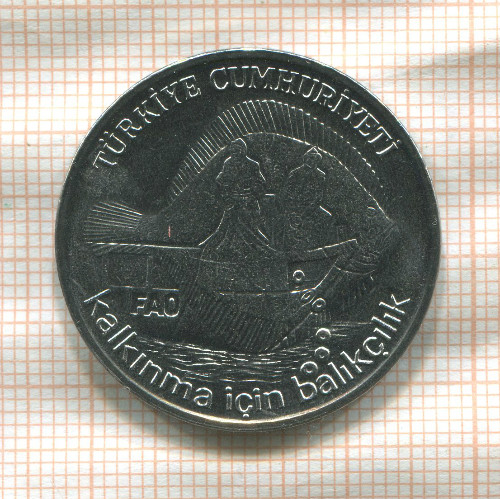 TÜRKİYE CUMHURİYETİ
FAO
kalkınma için balıkçılık